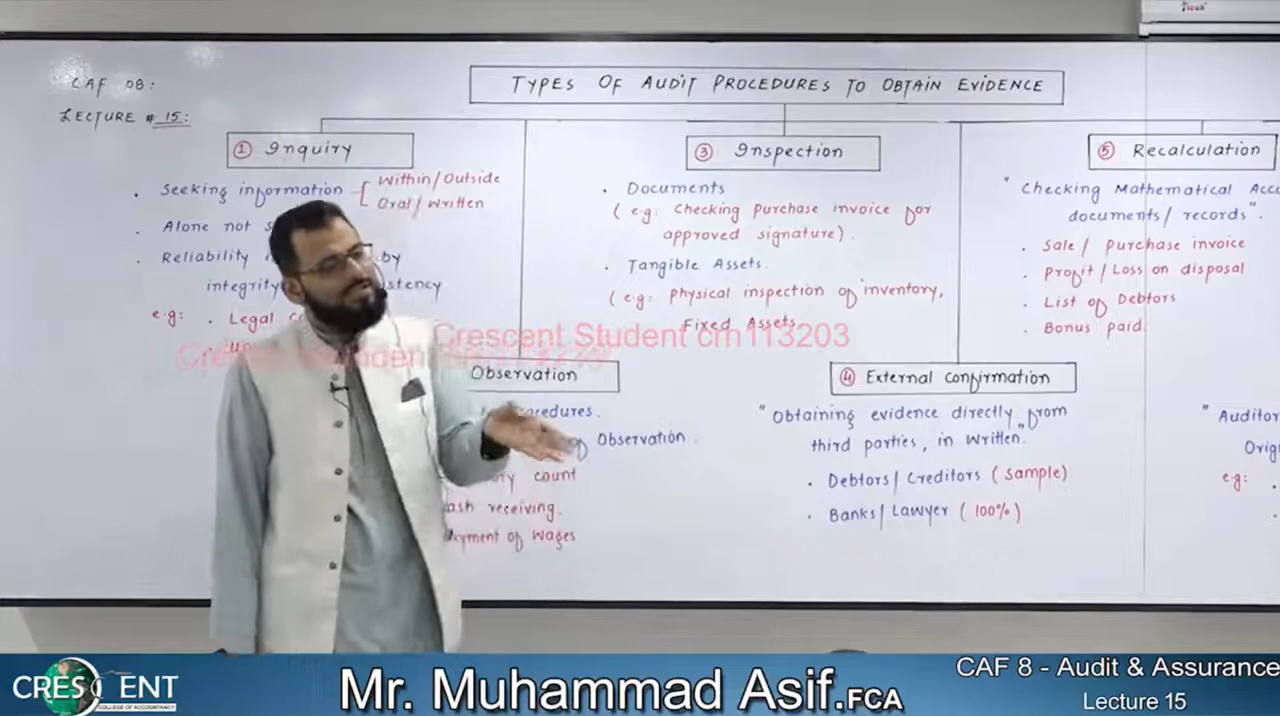 CAF 08:
LECTURE # 15:
TYPES OF AUDIT PROCEDURES TO OBTAIN EVIDENCE
① Inquiry
• Seeking information
Within/Outside
Oral/Written
• Alone not
• Reliability by
integrity
e.g: • Legal
Observation
procedures.
of Observation.
count
cash receiving.
payment of wages
③ Inspection
• Documents
(e.g: Checking Purchase invoice for
approved signature).
• Tangible Assets.
(e.g: Physical inspection of inventory,
Fixed Assets
④ External confirmation
"Obtaining evidence directly from
third parties, in written."
• Debtors/Creditors (Sample)
• Banks/Lawyer (100%)
⑤ Recalculation
"Checking Mathematical
documents/records".
• Sale/Purchase invoice
• Profit/Loss on disposal
• List of Debtors
• Bonus paid.
"Auditor
e.g:
Crescent Student crn113203
CRESCENT
COLLEGE OF ACCOUNTANCY
Mr. Muhammad Asif.FCA
CAF 8 - Audit & Assurance
Lecture 15